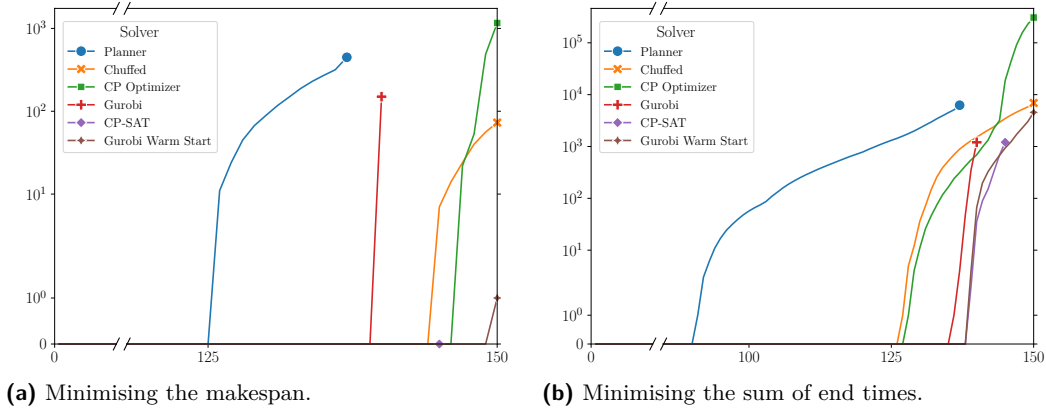 10³
10²
10¹
10⁰
0
0
125
150
Solver
Planner
Chuffed
CP Optimizer
Gurobi
CP-SAT
Gurobi Warm Start
(a) Minimising the makespan.
10⁵
10⁴
10³
10²
10¹
10⁰
0
0
100
125
150
Solver
Planner
Chuffed
CP Optimizer
Gurobi
CP-SAT
Gurobi Warm Start
(b) Minimising the sum of end times.